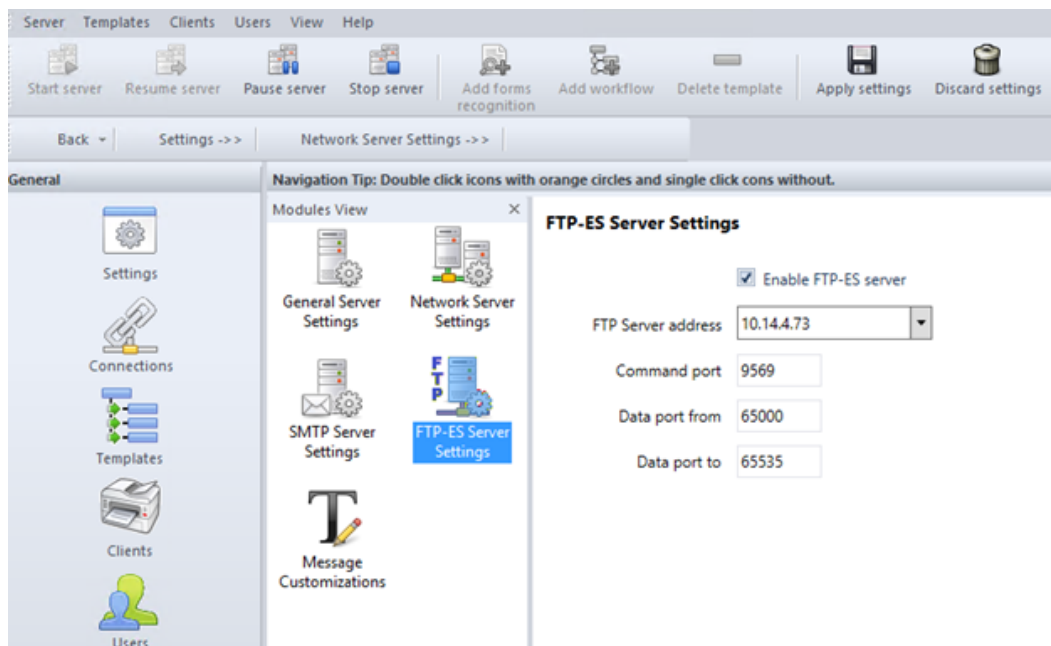 Server Templates Clients Users View Help
Start server Resume server Pause server Stop server Add forms recognition Add workflow Delete template Apply settings Discard settings
Back Settings ->> Network Server Settings ->>
General
Navigation Tip: Double click icons with orange circles and single click cons without.
Settings
Connections
Templates
Clients
Users
Modules View
General Server
Settings
Network Server
Settings
SMTP Server
Settings
FTP
FTP-ES Server
Settings
T
Message
Customizations
FTP-ES Server Settings
Enable FTP-ES server
FTP Server address 10.14.4.73
Command port 9569
Data port from 65000
Data port to 65535